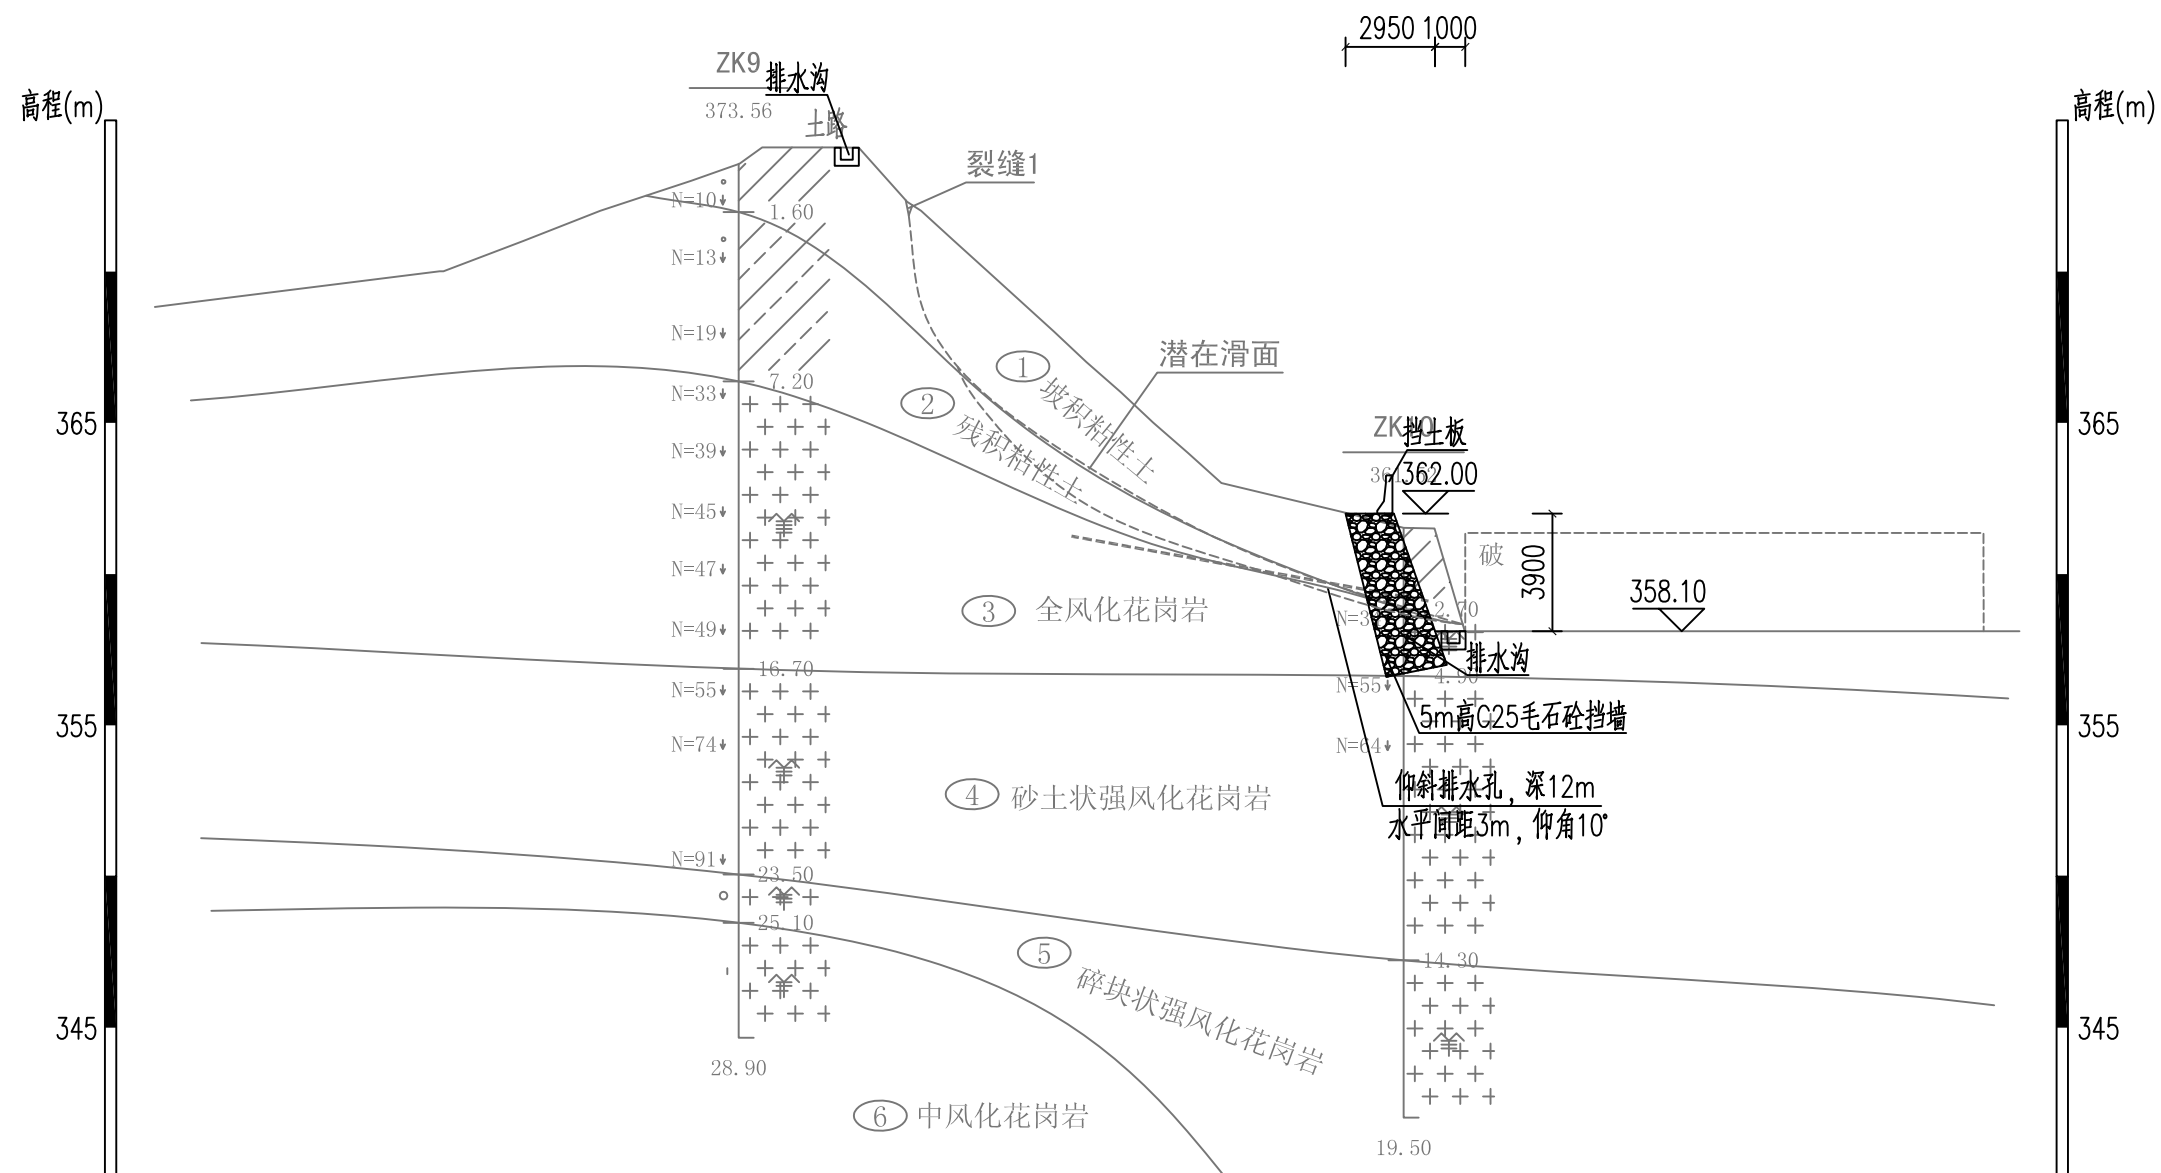 2950 1000
ZK9
排水沟
高程(m)
高程(m)
373.56
土路
裂缝1
N=10
1.60
N=13
N=19
潜在滑面
1
坡积粘性土
N=33
7.20
2
残积粘性土
365
365
挡土板
N=39
362.00
N=45
破
3900
N=47
358.10
3
全风化花岗岩
2.70
N=49
排水沟
16.70
4.90
N=55
N=55
5m高C25毛石砼挡墙
355
355
N=74
N=64
仰斜排水孔,深12m
水平间距3m,仰角10°
4
砂土状强风化花岗岩
N=91
23.50
25.10
5
碎块状强风化花岗岩
14.30
345
345
28.90
6
中风化花岗岩
19.50